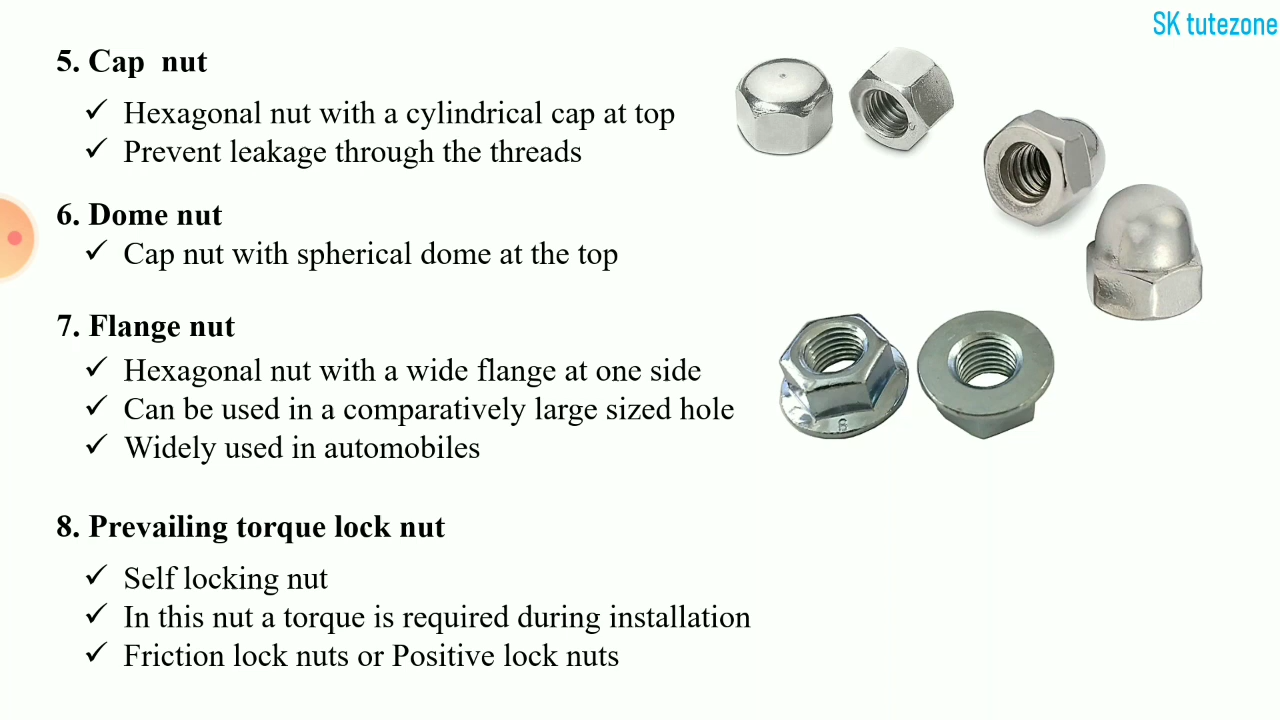 SK tutezone
5. Cap nut
✓ Hexagonal nut with a cylindrical cap at top
✓ Prevent leakage through the threads
6. Dome nut
✓ Cap nut with spherical dome at the top
7. Flange nut
✓ Hexagonal nut with a wide flange at one side
✓ Can be used in a comparatively large sized hole
✓ Widely used in automobiles
8. Prevailing torque lock nut
✓ Self locking nut
✓ In this nut a torque is required during installation
✓ Friction lock nuts or Positive lock nuts